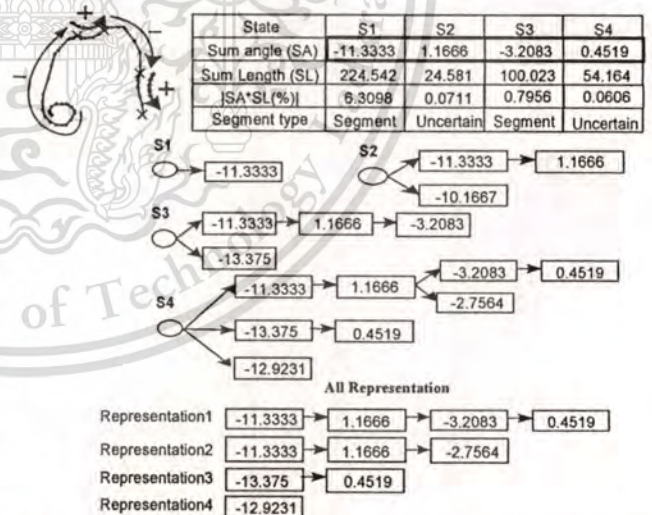 +
−
−
+
State S1 S2 S3 S4
Sum angle (SA) -11.3333 1.1666 -3.2083 0.4519
Sum Length (SL) 224.542 24.581 100.023 54.164
|SA*SL(%)| 6.3098 0.0711 0.7956 0.0606
Segment type Segment Uncertain Segment Uncertain
S1
-11.3333
S2
-11.3333 1.1666
-10.1667
S3
-11.3333 1.1666 -3.2083
-13.375
S4
-11.3333 1.1666 -3.2083 0.4519
-2.7564
-13.375 0.4519
-12.9231
of Technology
All Representation
Representation1 -11.3333 1.1666 -3.2083 0.4519
Representation2 -11.3333 1.1666 -2.7564
Representation3 -13.375 0.4519
Representation4 -12.9231